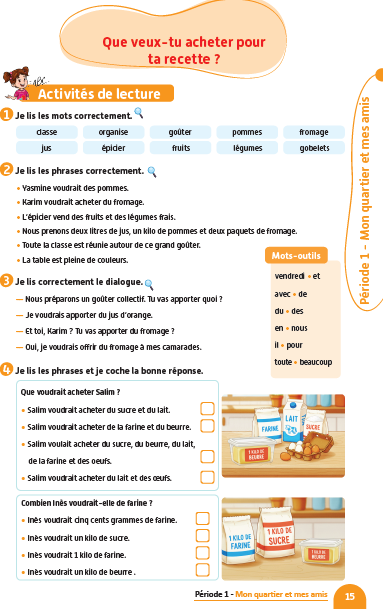 Que veux-tu acheter pour
ta recette ?
ABC
Activités de lecture
1 Je lis les mots correctement.
classe organise goûter pommes fromage
jus épicier fruits légumes gobelets
2 Je lis les phrases correctement.
• Yasmine voudrait des pommes.
• Karim voudrait acheter du fromage.
• L'épicier vend des fruits et des légumes frais.
• Nous prenons deux litres de jus, un kilo de pommes et deux paquets de fromage.
• Toute la classe est réunie autour de ce grand goûter.
• La table est pleine de couleurs.
Mots-outils
vendredi • et
avec • de
du • des
en • nous
il • pour
toute • beaucoup
3 Je lis correctement le dialogue.
— Nous préparons un goûter collectif. Tu vas apporter quoi ?
— Je voudrais apporter du jus d'orange.
— Et toi, Karim ? Tu vas apporter du fromage ?
— Oui, je voudrais offrir du fromage à mes camarades.
4 Je lis les phrases et je coche la bonne réponse.
Que voudrait acheter Salim ?
• Salim voudrait acheter du sucre et du lait.
• Salim voudrait acheter de la farine et du beurre.
• Salim voulait acheter du sucre, du beurre, du lait,
de la farine et des oeufs.
• Salim voudrait acheter du lait et des œufs.
FARINE
LAIT
SUCRE
1 KILO DE
BEURRE
Combien Inès voudrait-elle de farine ?
• Inès voudrait cinq cents grammes de farine.
• Inès voudrait un kilo de sucre.
• Inès voudrait 1 kilo de farine.
• Inès voudrait un kilo de beurre .
1 KILO DE
FARINE
1 KILO DE
SUCRE
1 KILO DE
BEURRE
Période 1 - Mon quartier et mes amis
Période 1 - Mon quartier et mes amis
15